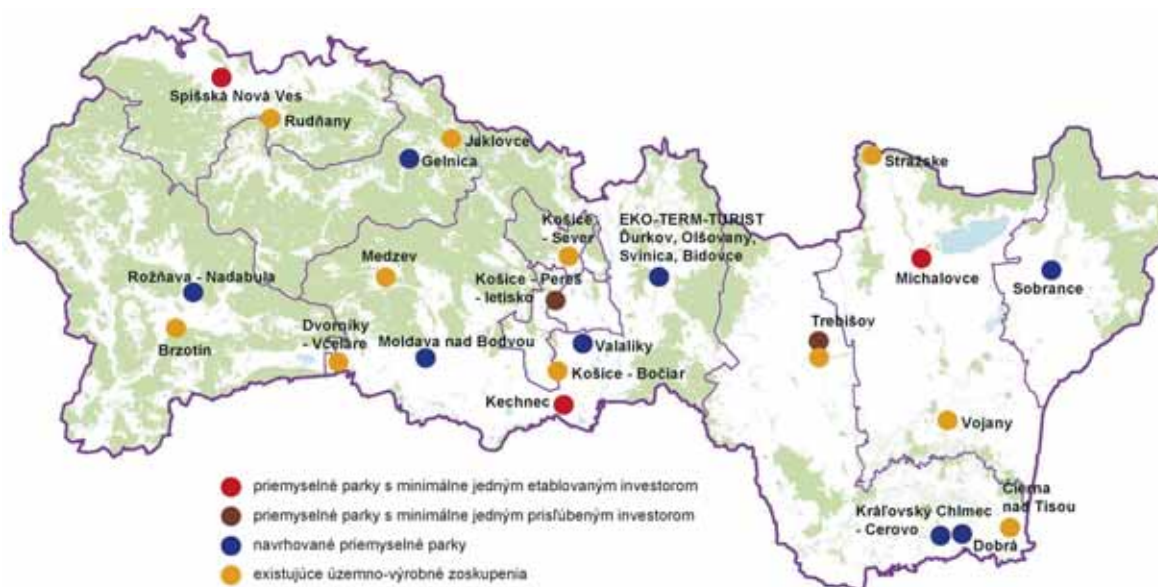 Spišská Nová Ves
Rudňany
Jaklovce
Gelnica
Strážske
Košice
- Sever
EKO-TERM-TURIST
Ďurkov, Olšovany,
Svinica, Bidovce
Medzev
Michalovce
Rožňava - Nadabula
Košice - Pereš
- letisko
Sobrance
Dvorníky
- Včeláre
Trebišov
Brzotín
Moldava nad Bodvou
Valaliky
Košice - Bočiar
Kechnec
Vojany
priemyselné parky s minimálne jedným etablovaným investorom
priemyselné parky s minimálne jedným prisľúbeným investorom
navrhované priemyselné parky
existujúce územno-výrobné zoskupenia
Čierna
nad Tisou
Kráľovský Chlmec
- Cerovo
Dobrá